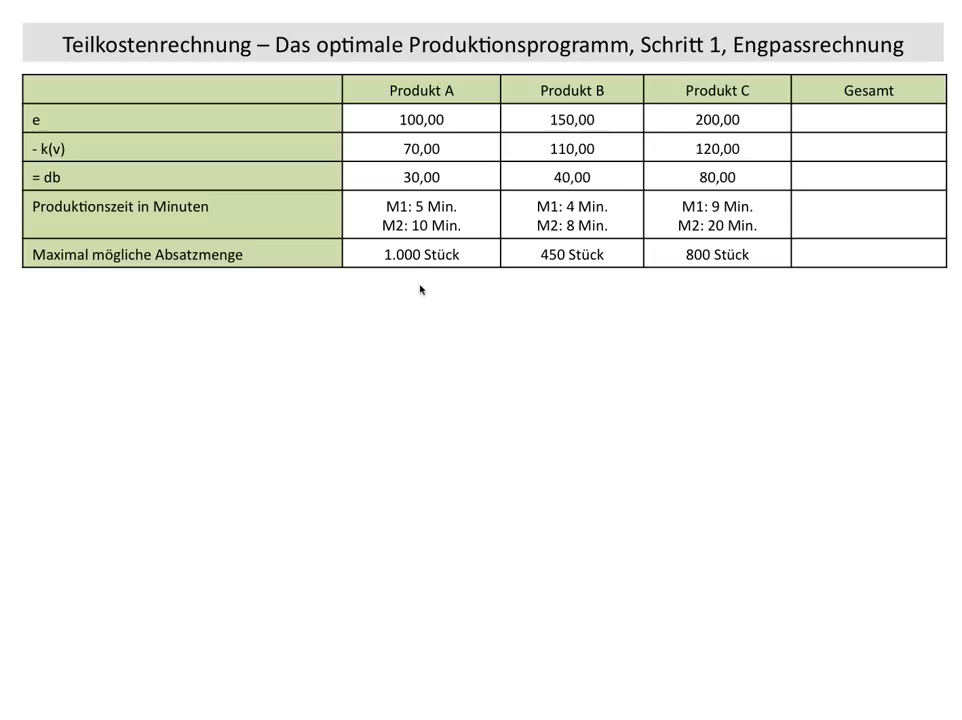 Teilkostenrechnung – Das optimale Produktionsprogramm, Schritt 1, Engpassrechnung
Produkt A Produkt B Produkt C Gesamt
e 100,00 150,00 200,00
- k(v) 70,00 110,00 120,00
= db 30,00 40,00 80,00
Produktionszeit in Minuten M1: 5 Min. M1: 4 Min. M1: 9 Min.
M2: 10 Min. M2: 8 Min. M2: 20 Min.
Maximal mögliche Absatzmenge 1.000 Stück 450 Stück 800 Stück